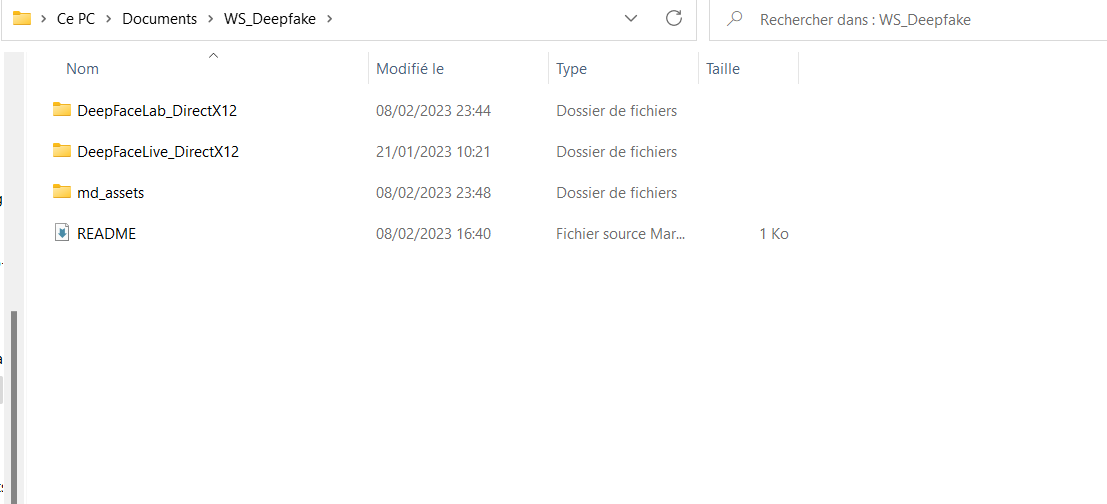 Ce PC > Documents > WS_Deepfake >
Rechercher dans : WS_Deepfake
Nom Modifié le Type Taille
DeepFaceLab_DirectX12 08/02/2023 23:44 Dossier de fichiers
DeepFaceLive_DirectX12 21/01/2023 10:21 Dossier de fichiers
md_assets 08/02/2023 23:48 Dossier de fichiers
README 08/02/2023 16:40 Fichier source Mar... 1 Ko